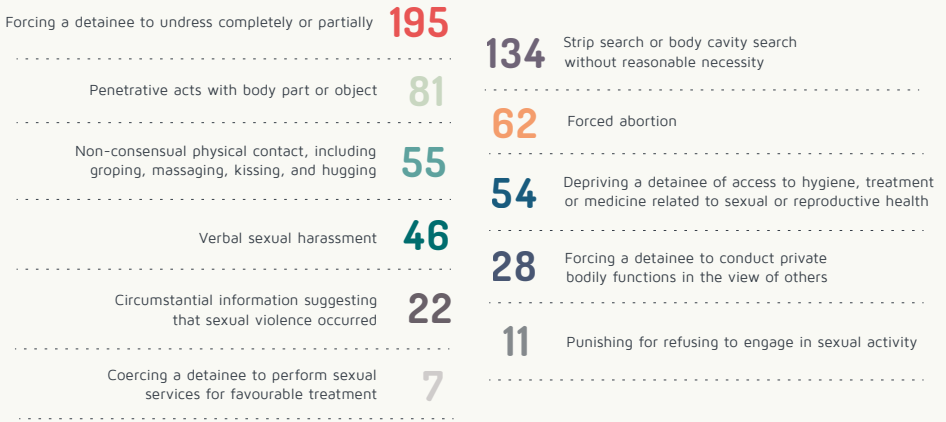 Forcing a detainee to undress completely or partially 195
Penetrative acts with body part or object 81
Non-consensual physical contact, including
groping, massaging, kissing, and hugging 55
Verbal sexual harassment 46
Circumstantial information suggesting
that sexual violence occurred 22
Coercing a detainee to perform sexual
services for favourable treatment 7
134 Strip search or body cavity search
without reasonable necessity
62 Forced abortion
54 Depriving a detainee of access to hygiene, treatment
or medicine related to sexual or reproductive health
28 Forcing a detainee to conduct private
bodily functions in the view of others
11 Punishing for refusing to engage in sexual activity